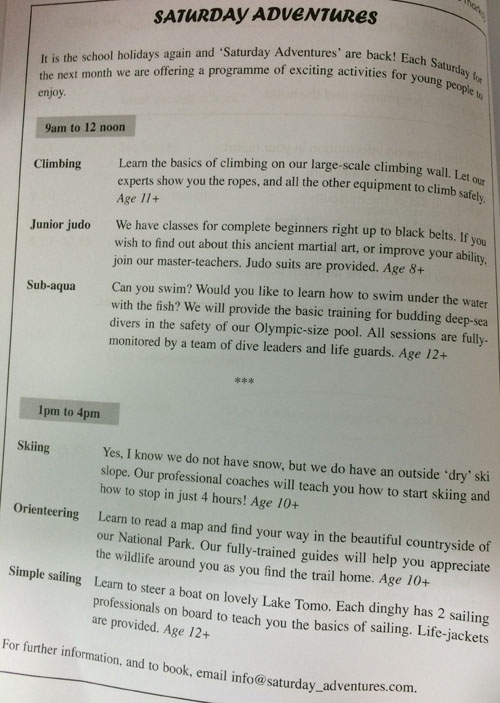 marks
SATURDAY ADVENTURES
It is the school holidays again and ‘Saturday Adventures’ are back! Each Saturday for
the next month we are offering a programme of exciting activities for young people to
enjoy.
9am to 12 noon
Climbing Learn the basics of climbing on our large-scale climbing wall. Let our
experts show you the ropes, and all the other equipment to climb safely.
Age 11+
Junior judo We have classes for complete beginners right up to black belts. If you
wish to find out about this ancient martial art, or improve your ability,
join our master-teachers. Judo suits are provided. Age 8+
Sub-aqua Can you swim? Would you like to learn how to swim under the water
with the fish? We will provide the basic training for budding deep-sea
divers in the safety of our Olympic-size pool. All sessions are fully-
monitored by a team of dive leaders and life guards. Age 12+
***
1pm to 4pm
Skiing Yes, I know we do not have snow, but we do have an outside ‘dry’ ski
slope. Our professional coaches will teach you how to start skiing and
how to stop in just 4 hours! Age 10+
Orienteering Learn to read a map and find your way in the beautiful countryside of
our National Park. Our fully-trained guides will help you appreciate
the wildlife around you as you find the trail home. Age 10+
Simple sailing Learn to steer a boat on lovely Lake Tomo. Each dinghy has 2 sailing
professionals on board to teach you the basics of sailing. Life-jackets
are provided. Age 12+
For further information, and to book, email info@saturday_adventures.com.